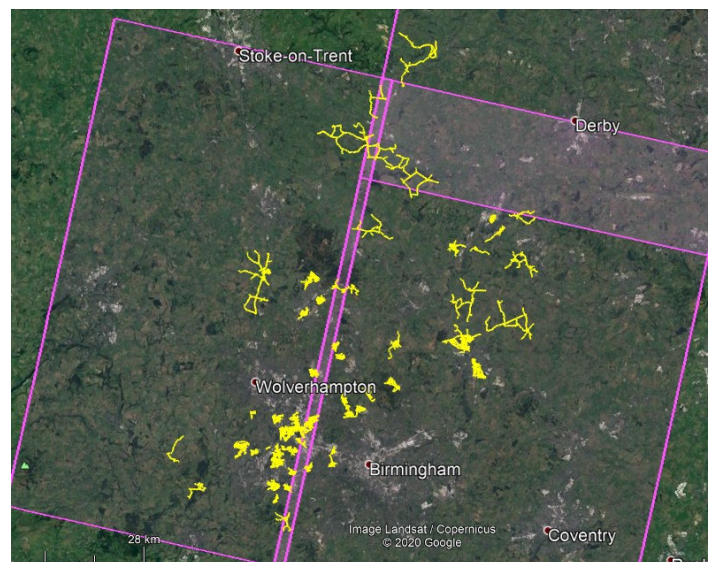 Stoke-on-Trent
Derby
Wolverhampton
Birmingham
Image Landsat / Copernicus
© 2020 Google
Coventry
28 km